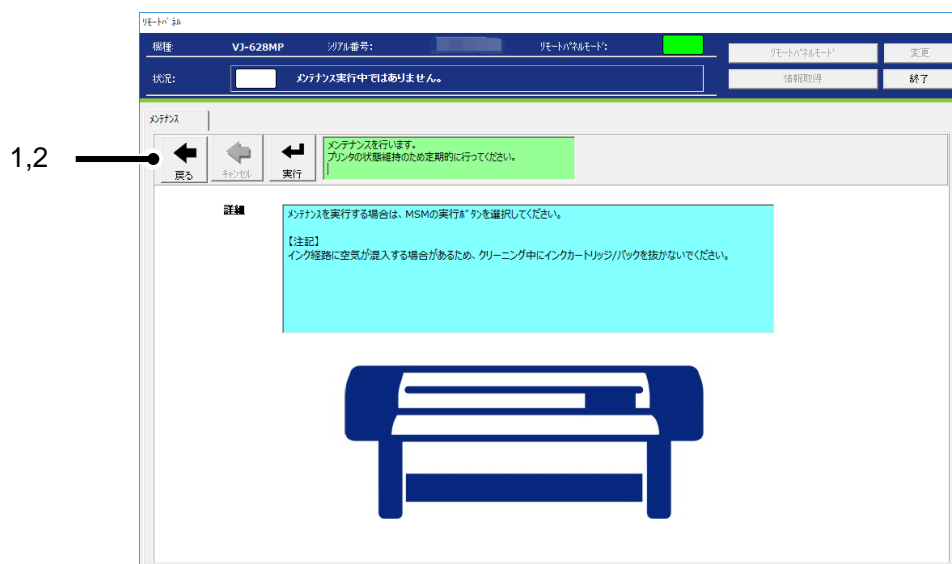 ﾘﾓｰﾄﾊﾟﾈﾙ
機種: VJ-628MP ｼﾘｱﾙ番号: ﾘﾓｰﾄﾊﾟﾈﾙﾓｰﾄﾞ: ﾘﾓｰﾄﾊﾟﾈﾙﾓｰﾄﾞ 変更
状況: ﾒﾝﾃﾅﾝｽ実行中ではありません。 情報取得 終了
ﾒﾝﾃﾅﾝｽ
1,2
戻る ｷｬﾝｾﾙ 実行
メンテナンスを行います。
プリンタの状態維持のため定期的に行ってください。
詳細
ﾒﾝﾃﾅﾝｽを実行する場合は、MSMの実行ﾎﾞﾀﾝを選択してください。
【注記】
インク経路に空気が混入する場合があるため、クリーニング中にインクカートリッジ/パックを抜かないでください。